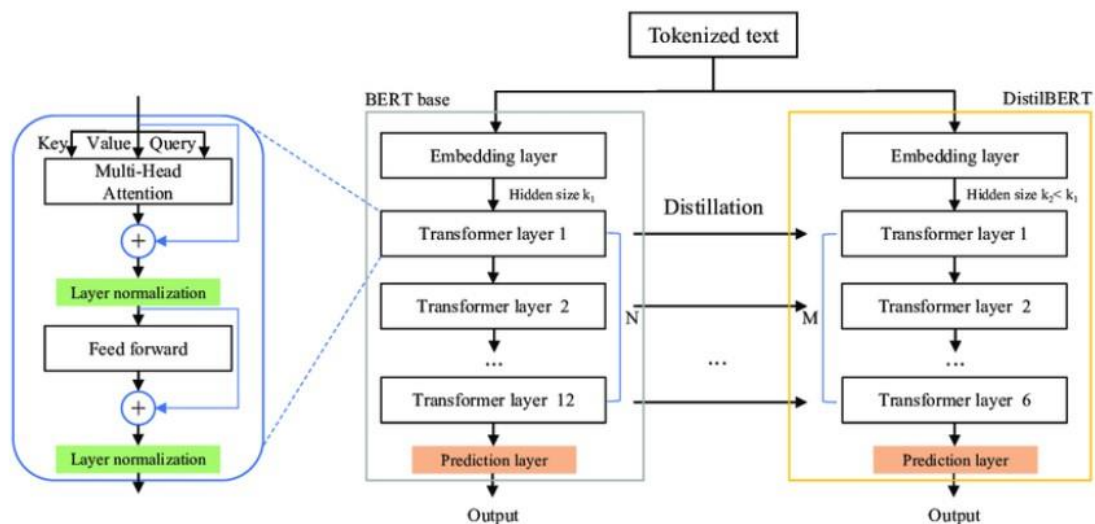 Tokenized text
BERT base
DistilBERT
Key Value Query
Multi-Head
Attention
+
Layer normalization
Feed forward
+
Layer normalization
Embedding layer
Hidden size k₁
Transformer layer 1
Transformer layer 2
...
Transformer layer 12
N
Prediction layer
Output
Distillation
...
Embedding layer
Hidden size k₂< k₁
Transformer layer 1
M
Transformer layer 2
...
Transformer layer 6
Prediction layer
Output